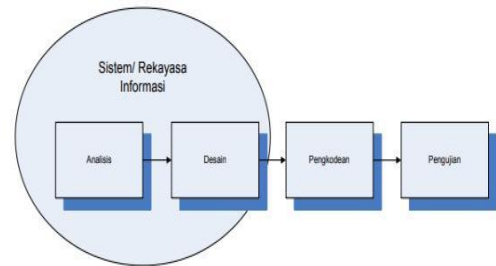 Sistem/ Rekayasa
Informasi
Analisis
Desain
Pengkodean
Pengujian